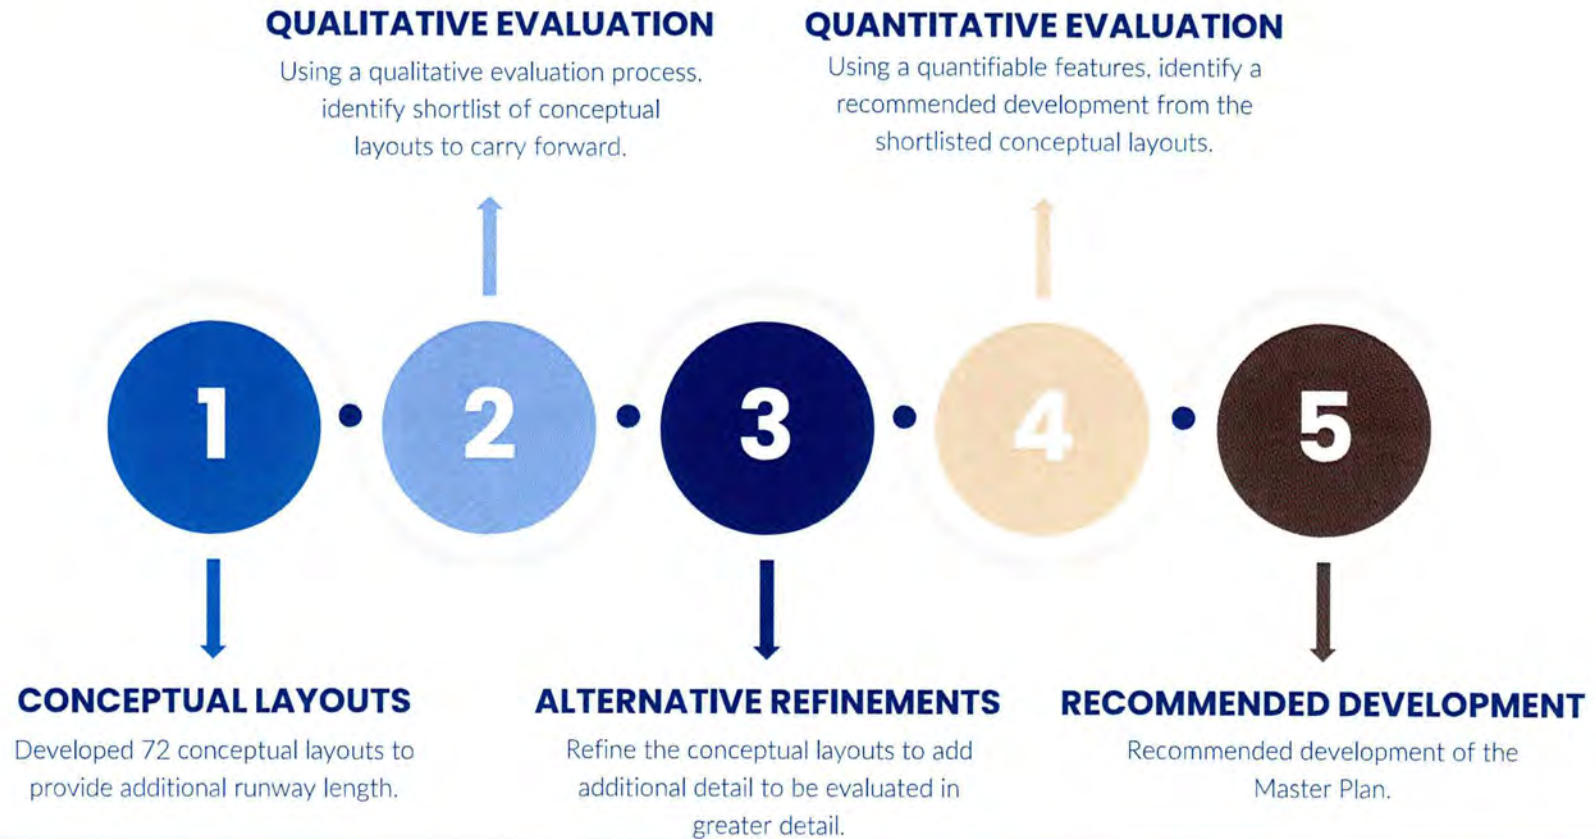 QUALITATIVE EVALUATION
Using a qualitative evaluation process,
identify shortlist of conceptual
layouts to carry forward.
QUANTITATIVE EVALUATION
Using a quantifiable features, identify a
recommended development from the
shortlisted conceptual layouts.
1
2
3
4
5
CONCEPTUAL LAYOUTS
Developed 72 conceptual layouts to
provide additional runway length.
ALTERNATIVE REFINEMENTS
Refine the conceptual layouts to add
additional detail to be evaluated in
greater detail.
RECOMMENDED DEVELOPMENT
Recommended development of the
Master Plan.